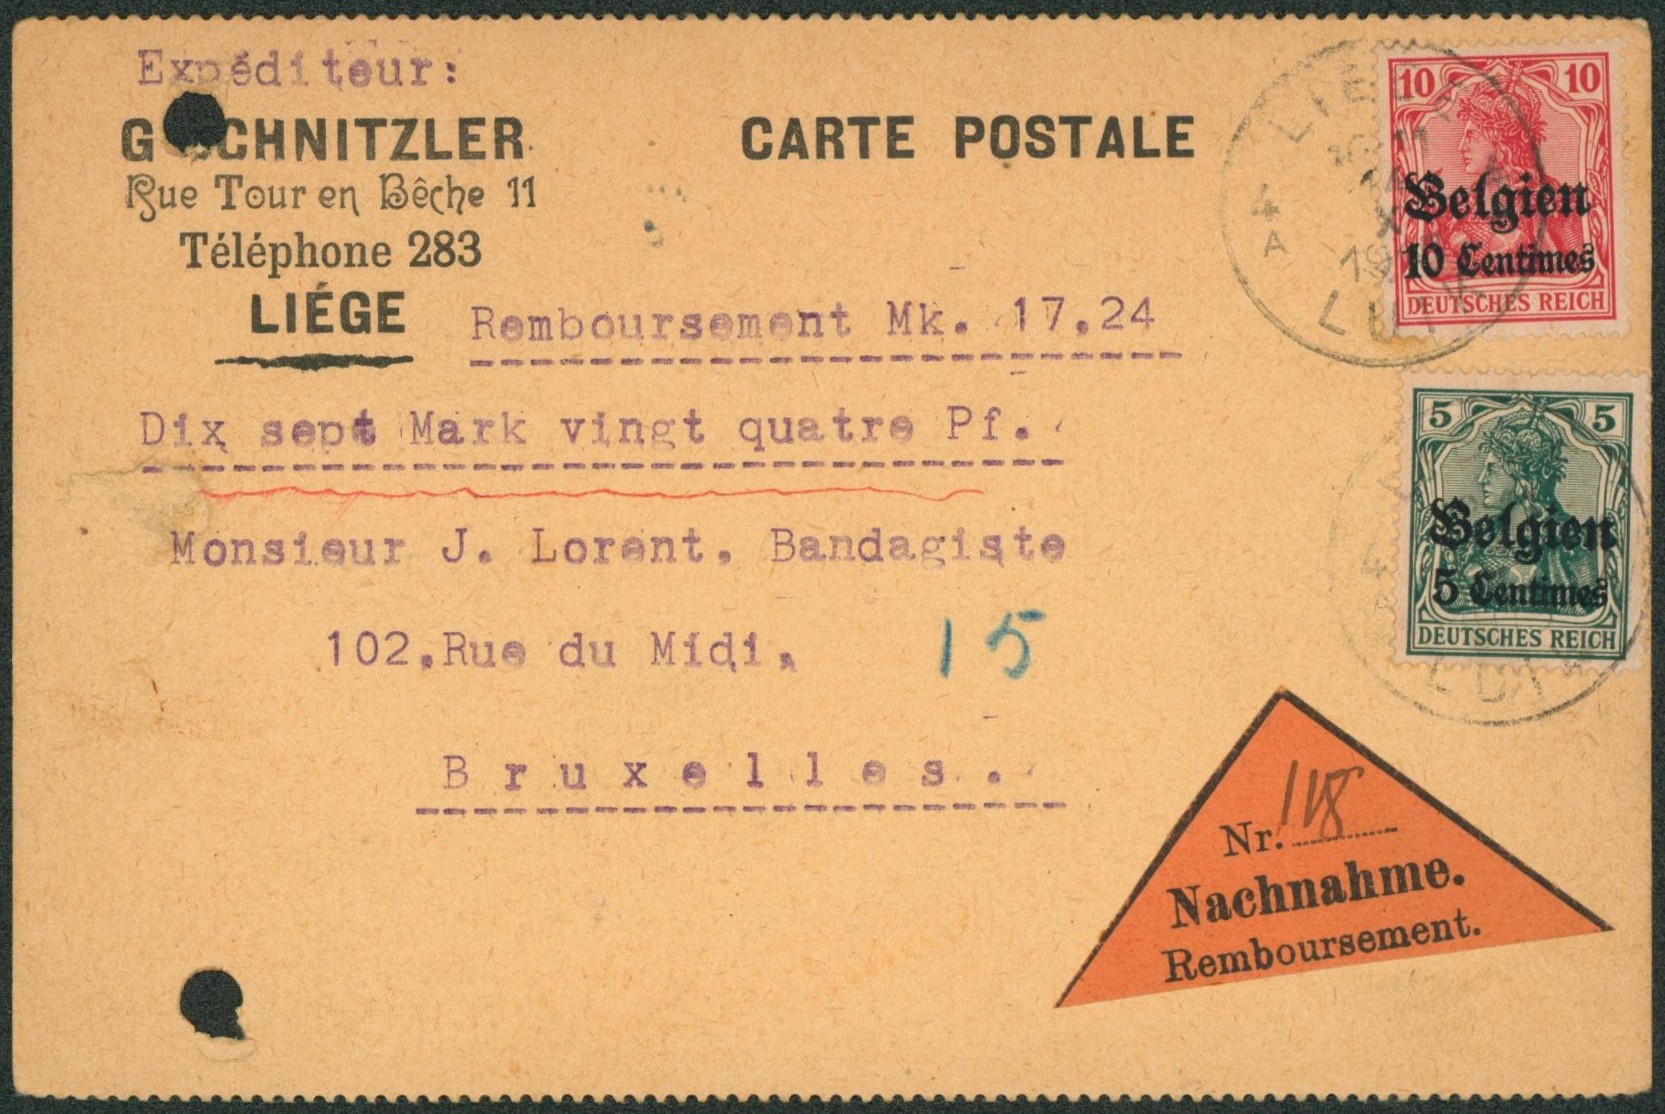 Expéditeur:
G CHNITZLER
Rue Tour en Bêche 11
Téléphone 283
LIÉGE
CARTE POSTALE
Remboursement Mk. 17.24
Dix sept Mark vingt quatre Pf.
Monsieur J. Lorent, Bandagiste
102, Rue du Midi,
15
Bruxelles.
10 10
Belgien
10 Centimes
DEUTSCHES REICH
5 5
Belgien
5 Centimes
DEUTSCHES REICH
4
A
Nr.
Nachnahme.
Remboursement.